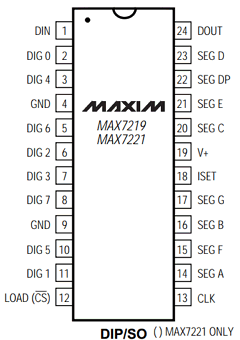 DIN 1 24 DOUT
DIG 0 2 23 SEG D
DIG 4 3 22 SEG DP
GND 4 MAXIM 21 SEG E
DIG 6 5 MAX7219 20 SEG C
MAX7221
DIG 2 6 19 V+
DIG 3 7 18 ISET
DIG 7 8 17 SEG G
GND 9 16 SEG B
DIG 5 10 15 SEG F
DIG 1 11 14 SEG A
LOAD (CS) 12 13 CLK
DIP/SO ( ) MAX7221 ONLY